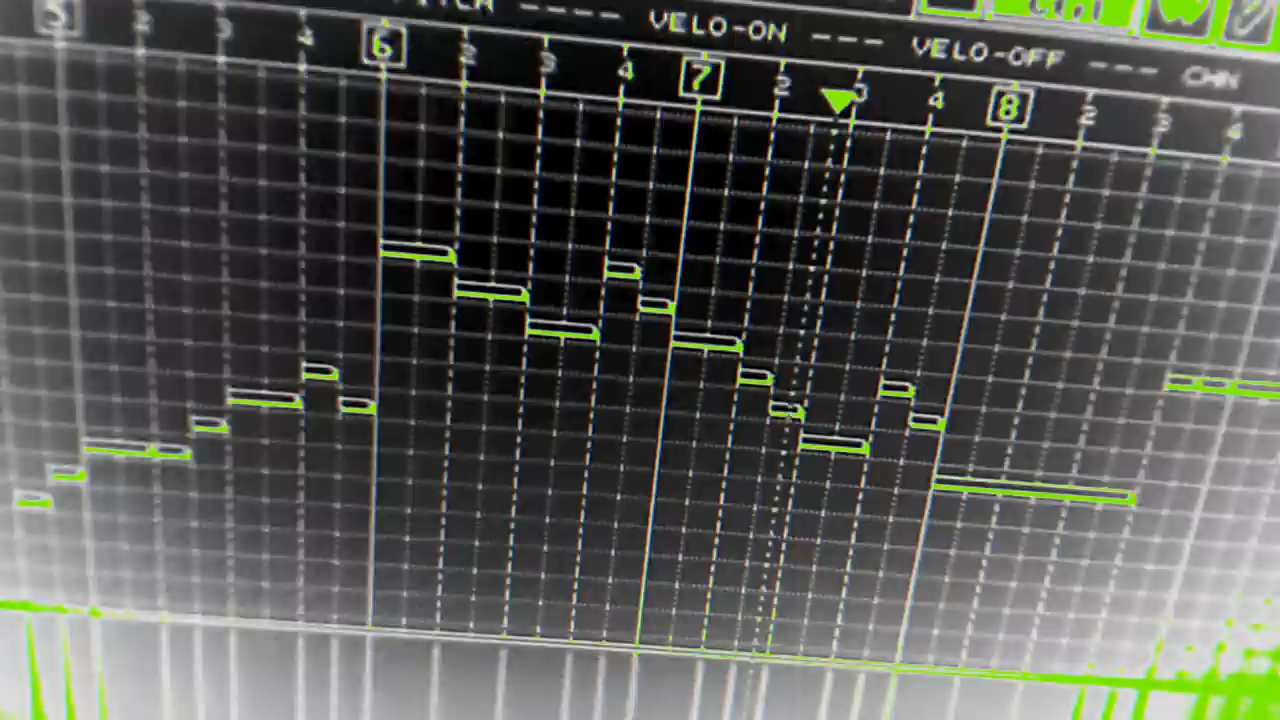 ---- VELO-ON --- VELO-OFF --- CHN
5 2 3 4 6 2 3 4 7 2 3 4 8 2 3 4